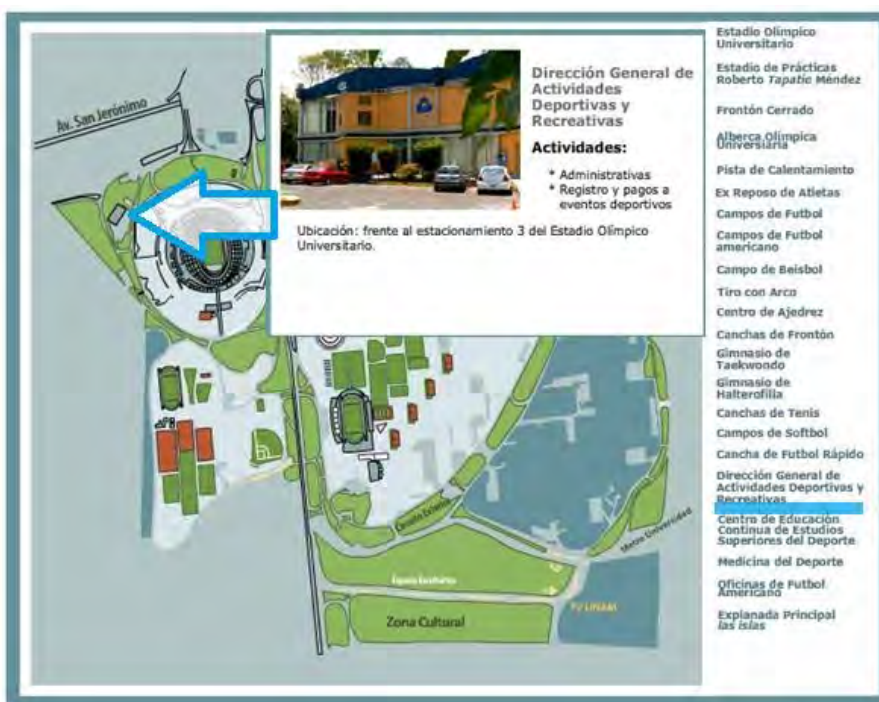 Av. San Jerónimo
Dirección General de
Actividades
Deportivas y
Recreativas
Actividades:
* Administrativas
* Registro y pagos a
eventos deportivos
Ubicación: frente al estacionamiento 3 del Estadio Olímpico
Universitario.
Circuito Exterior
Metro Universidad
Espacio Escultórico
TV UNAM
Zona Cultural
Estadio Olímpico
Universitario
Estadio de Prácticas
Roberto Tapatío Méndez
Frontón Cerrado
Alberca Olímpica
Universiaria
Pista de Calentamiento
Ex Reposo de Atletas
Campos de Futbol
Campos de Futbol
americano
Campo de Beisbol
Tiro con Arco
Centro de Ajedrez
Canchas de Frontón
Gimnasio de
Taekwondo
Gimnasio de
Halterofilia
Canchas de Tenis
Campos de Softbol
Cancha de Futbol Rápido
Dirección General de
Actividades Deportivas y
Recreativas
Centro de Educación
Continua de Estudios
Superiores del Deporte
Medicina del Deporte
Oficinas de Futbol
Americano
Explanada Principal
las islas